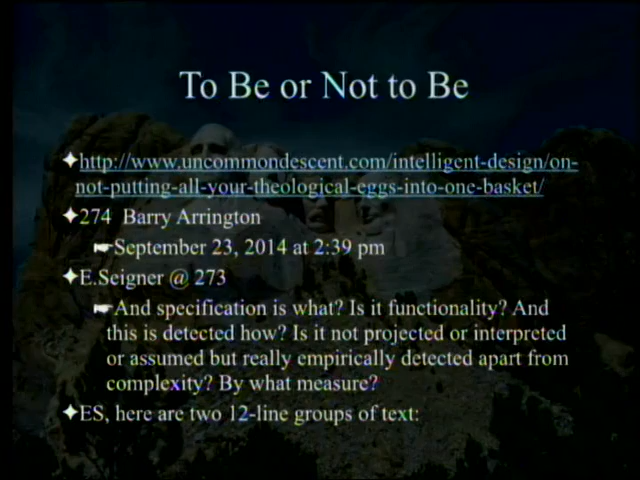 To Be or Not to Be
http://www.uncommondescent.com/intelligent-design/on-
not-putting-all-your-theological-eggs-into-one-basket/
274 Barry Arrington
September 23, 2014 at 2:39 pm
E.Seigner @ 273
And specification is what? Is it functionality? And
this is detected how? Is it not projected or interpreted
or assumed but really empirically detected apart from
complexity? By what measure?
ES, here are two 12-line groups of text: